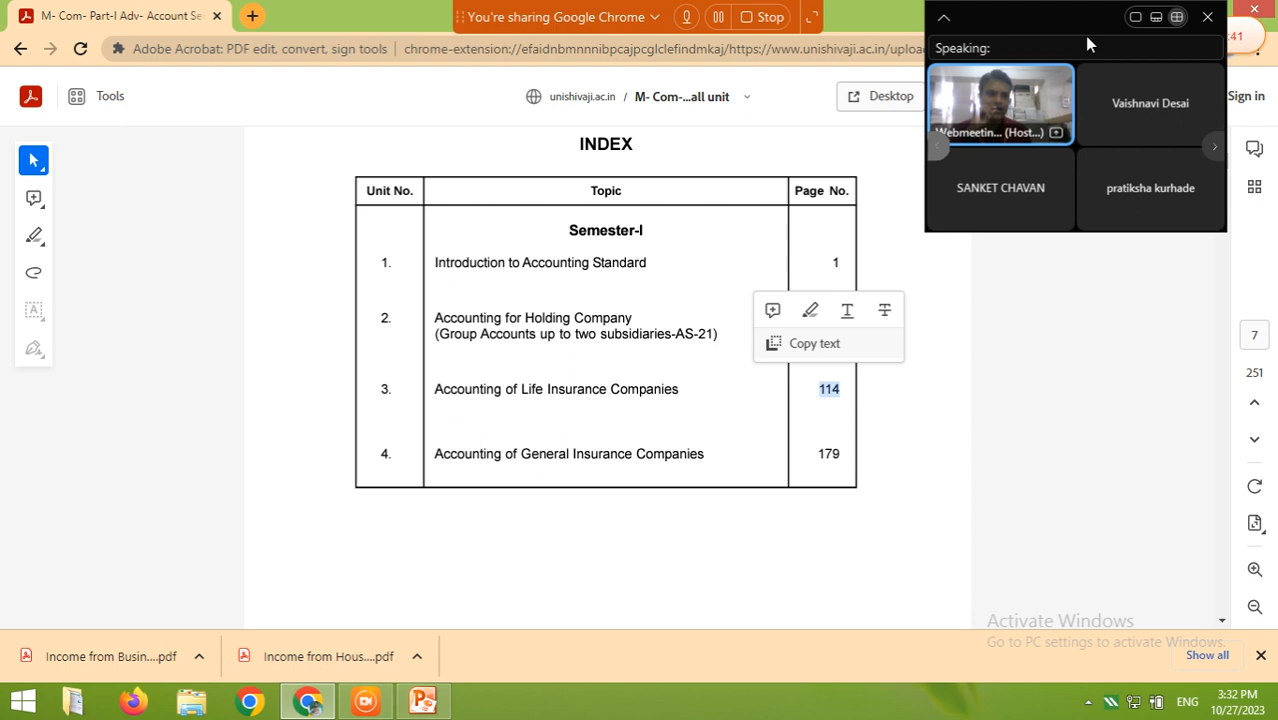 M- Com- Part-I Adv- Account Se
You're sharing Google Chrome
Stop
Speaking:
41
Adobe Acrobat: PDF edit, convert, sign tools
chrome-extension://efaidnbmnnnibpcajpcglclefindmkaj/https://www.unishivaji.ac.in/upload
Tools
unishivaji.ac.in / M- Com-...all unit
Desktop
Sign in
Webmeetin... (Host...)
Vaishnavi Desai
SANKET CHAVAN
pratiksha kurhade
INDEX
Unit No. Topic Page No.
Semester-I
1. Introduction to Accounting Standard 1
2. Accounting for Holding Company
(Group Accounts up to two subsidiaries-AS-21)
Copy text
3. Accounting of Life Insurance Companies 114
4. Accounting of General Insurance Companies 179
7
251
Activate Windows
Go to PC settings to activate Windows.
Income from Busin....pdf
Income from Hous....pdf
Show all
ENG
3:32 PM
10/27/2023